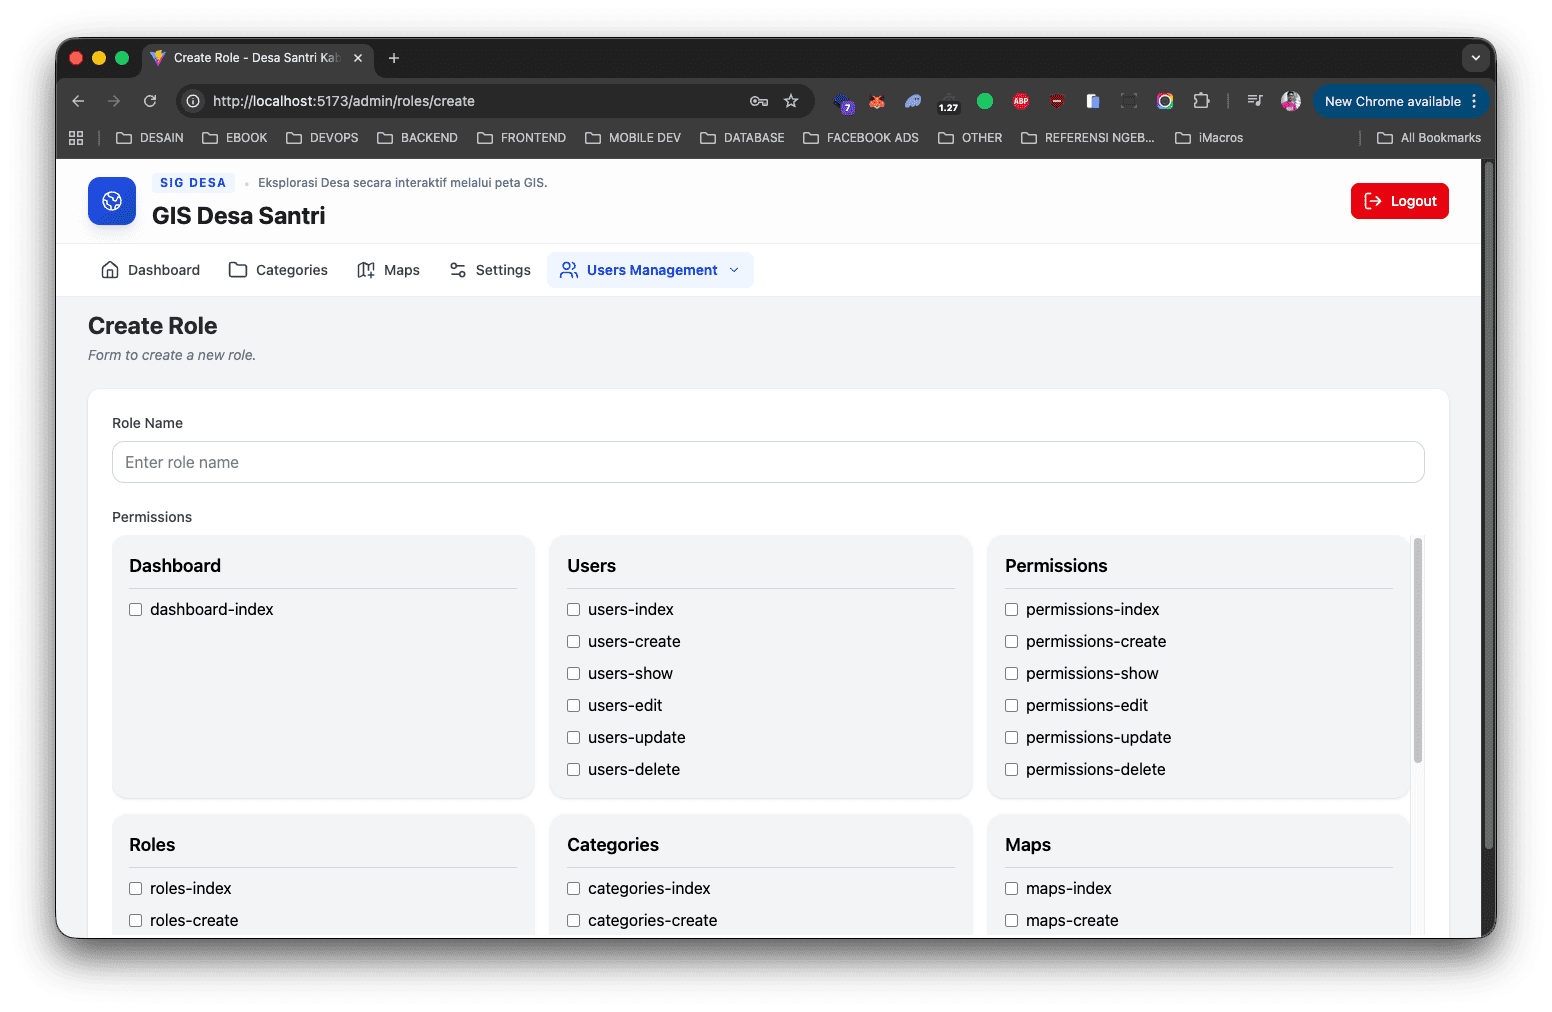 Create Role - Desa Santri Kab
http://localhost:5173/admin/roles/create
7
1.27
ABP
New Chrome available
DESAIN
EBOOK
DEVOPS
BACKEND
FRONTEND
MOBILE DEV
DATABASE
FACEBOOK ADS
OTHER
REFERENSI NGEB...
iMacros
All Bookmarks
SIG DESA
Eksplorasi Desa secara interaktif melalui peta GIS.
GIS Desa Santri
Logout
Dashboard
Categories
Maps
Settings
Users Management
Create Role
Form to create a new role.
Role Name
Enter role name
Permissions
Dashboard
dashboard-index
Users
users-index
users-create
users-show
users-edit
users-update
users-delete
Permissions
permissions-index
permissions-create
permissions-show
permissions-edit
permissions-update
permissions-delete
Roles
roles-index
roles-create
Categories
categories-index
categories-create
Maps
maps-index
maps-create